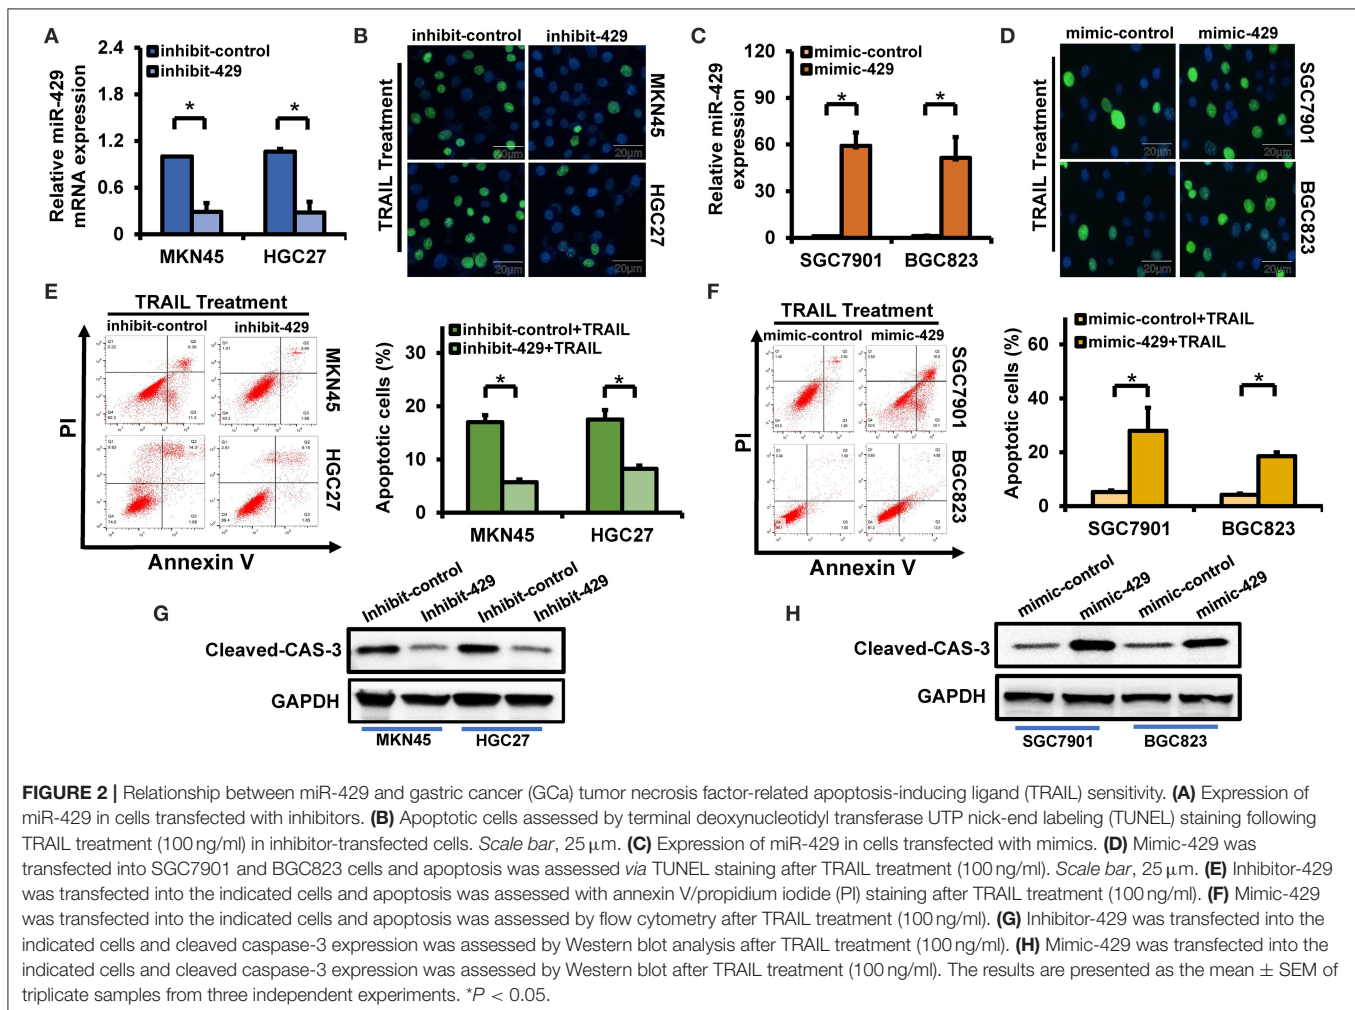 A
inhibit-control
inhibit-429
Relative miR-429
mRNA expression
2.4
1.8
1.2
0.6
0
*
*
MKN45
HGC27
B
inhibit-control
inhibit-429
TRAIL Treatment
MKN45
HGC27
20μm
20μm
20μm
20μm
C
mimic-control
mimic-429
Relative miR-429
expression
120
90
60
30
0
*
*
SGC7901
BGC823
D
mimic-control
mimic-429
TRAIL Treatment
SGC7901
BGC823
20μm
20μm
20μm
20μm
E
TRAIL Treatment
inhibit-control
inhibit-429
MKN45
HGC27
PI
Annexin V
inhibit-control+TRAIL
inhibit-429+TRAIL
Apoptotic cells (%)
30
20
10
0
*
*
MKN45
HGC27
F
TRAIL Treatment
mimic-control
mimic-429
SGC7901
BGC823
PI
Annexin V
mimic-control+TRAIL
mimic-429+TRAIL
Apoptotic cells (%)
60
40
20
0
*
*
SGC7901
BGC823
G
Inhibit-control
Inhibit-429
Inhibit-control
Inhibit-429
Cleaved-CAS-3
GAPDH
MKN45
HGC27
H
mimic-control
mimic-429
mimic-control
mimic-429
Cleaved-CAS-3
GAPDH
SGC7901
BGC823
FIGURE 2 | Relationship between miR-429 and gastric cancer (GCa) tumor necrosis factor-related apoptosis-inducing ligand (TRAIL) sensitivity. (A) Expression of
miR-429 in cells transfected with inhibitors. (B) Apoptotic cells assessed by terminal deoxynucleotidyl transferase UTP nick-end labeling (TUNEL) staining following
TRAIL treatment (100 ng/ml) in inhibitor-transfected cells. Scale bar, 25 μm. (C) Expression of miR-429 in cells transfected with mimics. (D) Mimic-429 was
transfected into SGC7901 and BGC823 cells and apoptosis was assessed via TUNEL staining after TRAIL treatment (100 ng/ml). Scale bar, 25 μm. (E) Inhibitor-429
was transfected into the indicated cells and apoptosis was assessed with annexin V/propidium iodide (PI) staining after TRAIL treatment (100 ng/ml). (F) Mimic-429
was transfected into the indicated cells and apoptosis was assessed by flow cytometry after TRAIL treatment (100 ng/ml). (G) Inhibitor-429 was transfected into the
indicated cells and cleaved caspase-3 expression was assessed by Western blot analysis after TRAIL treatment (100 ng/ml). (H) Mimic-429 was transfected into the
indicated cells and cleaved caspase-3 expression was assessed by Western blot after TRAIL treatment (100 ng/ml). The results are presented as the mean ± SEM of
triplicate samples from three independent experiments. *P < 0.05.